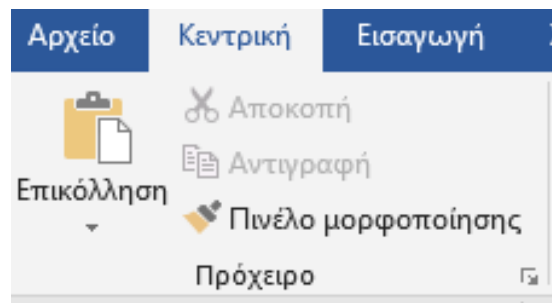 Αρχείο Κεντρική Εισαγωγή
Αποκοπή
Αντιγραφή
Επικόλληση
Πινέλο μορφοποίησης
Πρόχειρο